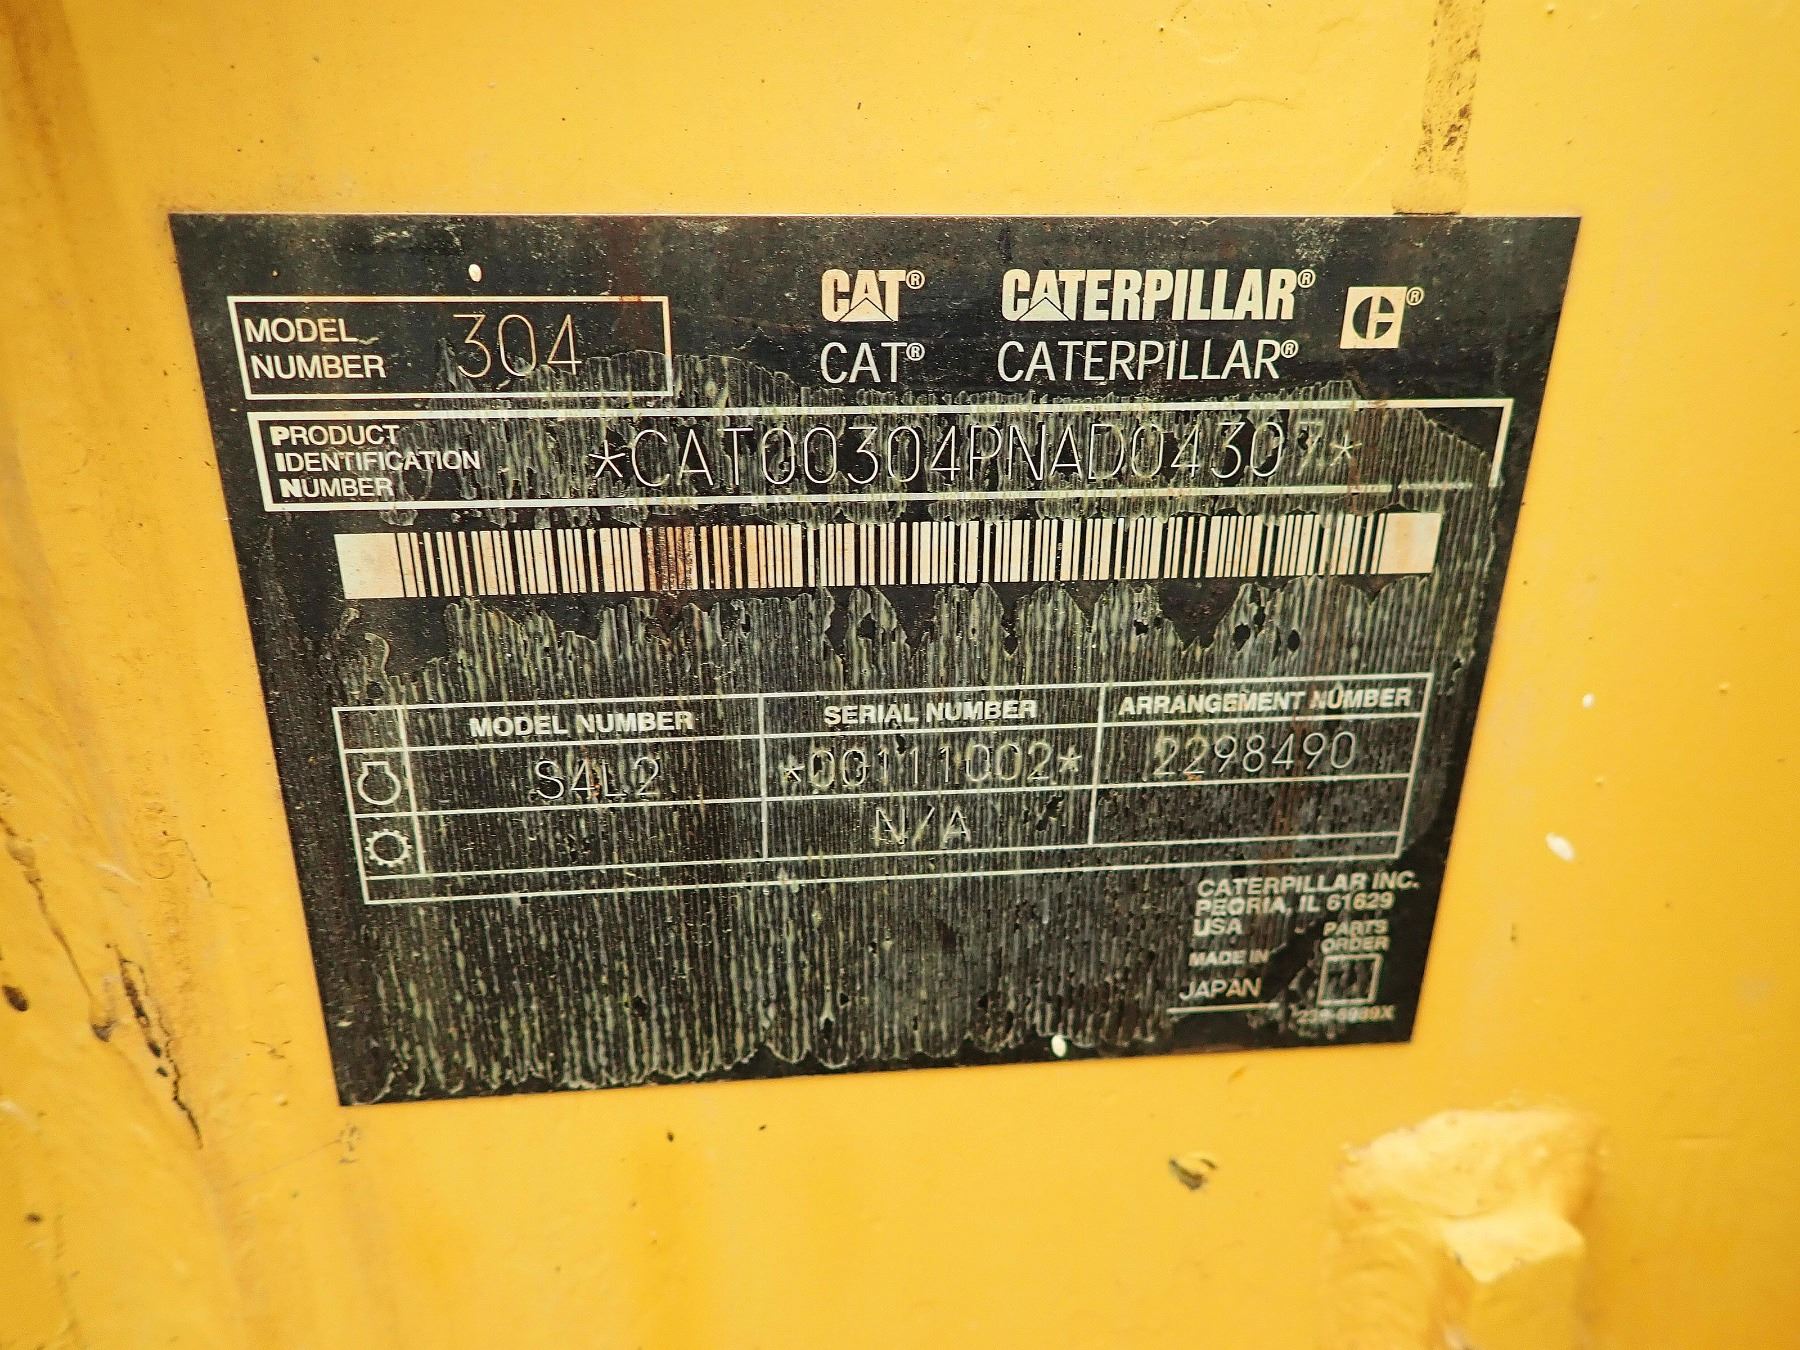 CAT® CATERPILLAR® C®
CAT® CATERPILLAR®
MODEL NUMBER 304
PRODUCT IDENTIFICATION NUMBER *CAT00304PNAD04307*
MODEL NUMBER SERIAL NUMBER ARRANGEMENT NUMBER
S4L2 *00111002* 2298490
N/A
CATERPILLAR INC.
PEORIA, IL 61629
USA
PARTS
ORDER
MADE IN
JAPAN